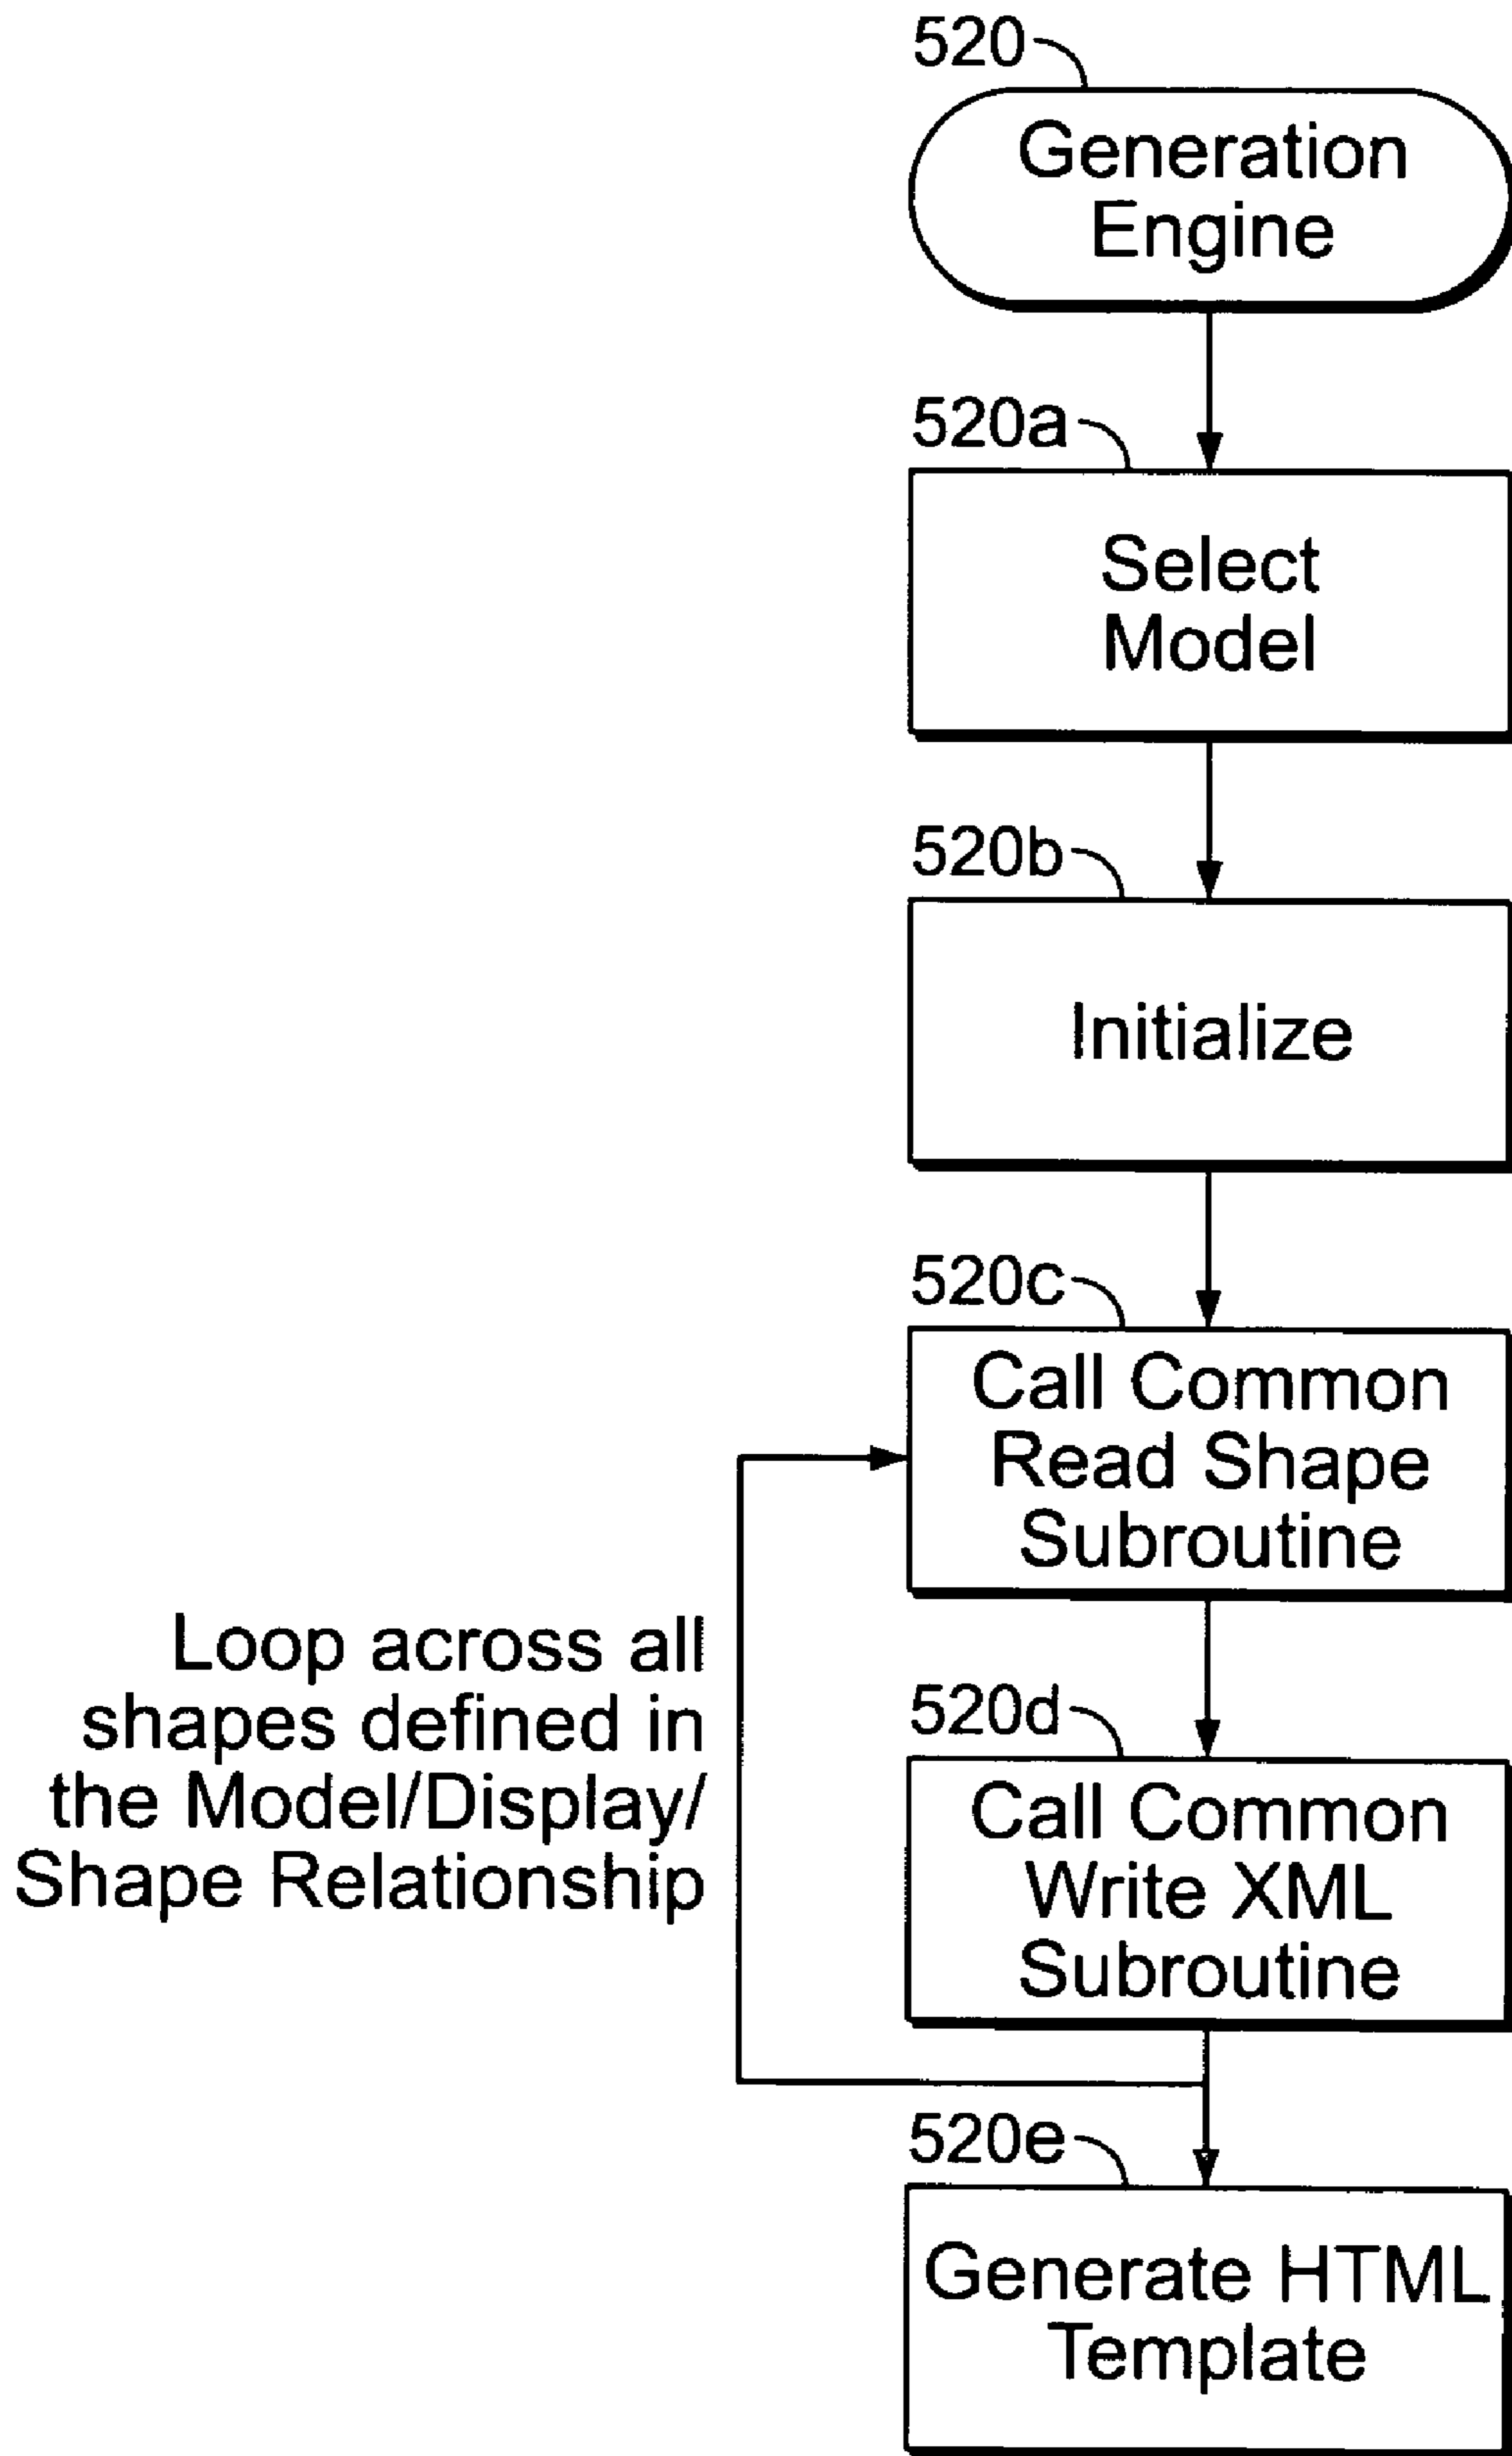 520
Generation
Engine
520a
Select
Model
520b
Initialize
520c
Call Common
Read Shape
Subroutine
Loop across all
shapes defined in
the Model/Display/
Shape Relationship
520d
Call Common
Write XML
Subroutine
520e
Generate HTML
Template